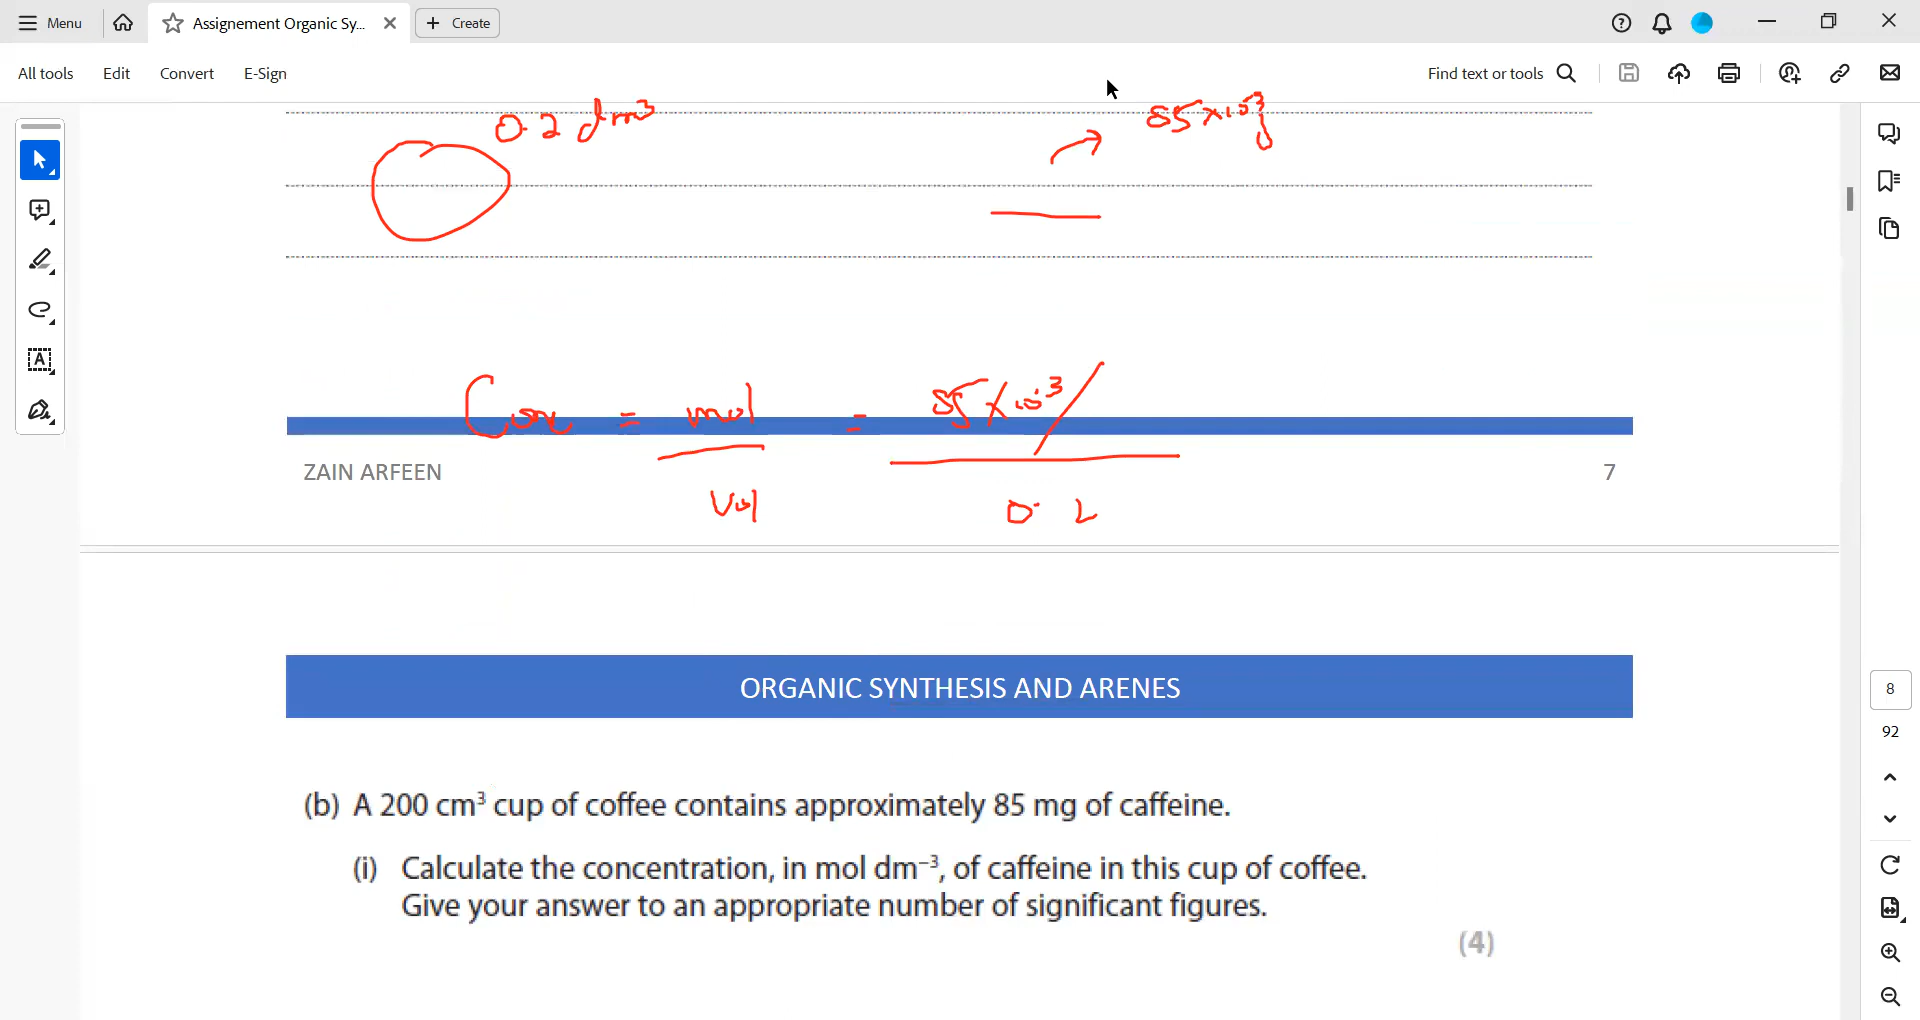 Menu
Assignement Organic Sy...
Create
All tools Edit Convert E-Sign
Find text or tools
0.2 dm³
85×10⁻³g
Conc = mol = 85×10⁻³/
Vol 0.2
ZAIN ARFEEN 7
ORGANIC SYNTHESIS AND ARENES
(b) A 200 cm³ cup of coffee contains approximately 85 mg of caffeine.
(i) Calculate the concentration, in mol dm⁻³, of caffeine in this cup of coffee.
Give your answer to an appropriate number of significant figures.
(4)
8
92